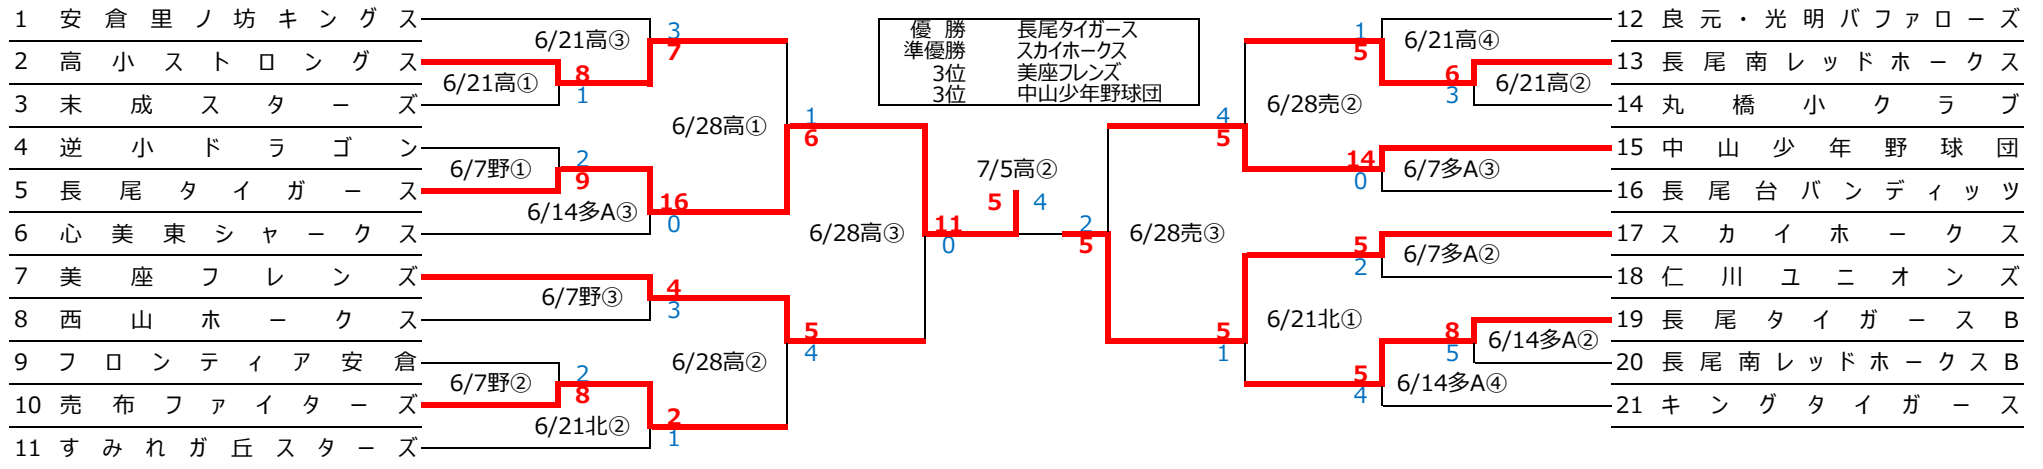 1 安倉里ノ坊キングス
2 高小ストロングス
3 末成スターズ
4 逆小ドラゴン
5 長尾タイガース
6 心美東シャークス
7 美座フレンズ
8 西山ホークス
9 フロンティア安倉
10 売布ファイターズ
11 すみれガ丘スターズ
6/21高③
3
7
6/21高①
8
1
6/28高①
1
6
6/7野①
2
9
6/14多A③
16
0
6/28高③
11
0
6/7野③
4
3
5
4
6/28高②
6/7野②
2
8
6/21北②
2
1
優勝 長尾タイガース
準優勝 スカイホークス
3位 美座フレンズ
3位 中山少年野球団
7/5高②
5 4
1
5
6/21高④
6
3
6/21高②
6/28売②
4
5
14
0
6/7多A③
2
5
6/28売③
5
2
6/7多A②
6/21北①
5
1
8
5
6/14多A②
5
4
6/14多A④
12 良元・光明バファローズ
13 長尾南レッドホークス
14 丸橋小クラブ
15 中山少年野球団
16 長尾台バンディッツ
17 スカイホークス
18 仁川ユニオンズ
19 長尾タイガースB
20 長尾南レッドホークスB
21 キングタイガース